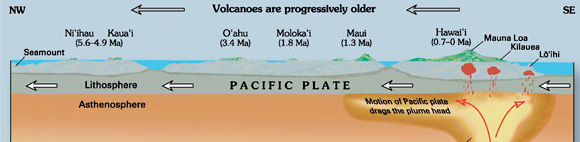 NW
Volcanoes are progressively older
SE
Ni'ihau Kaua'i
(5.6–4.9 Ma)
O'ahu
(3.4 Ma)
Moloka'i
(1.8 Ma)
Maui
(1.3 Ma)
Hawai'i
(0.7–0 Ma)
Mauna Loa
Kilauea
Lō'ihi
Seamount
Lithosphere
PACIFIC PLATE
Asthenosphere
Motion of Pacific plate
drags the plume head